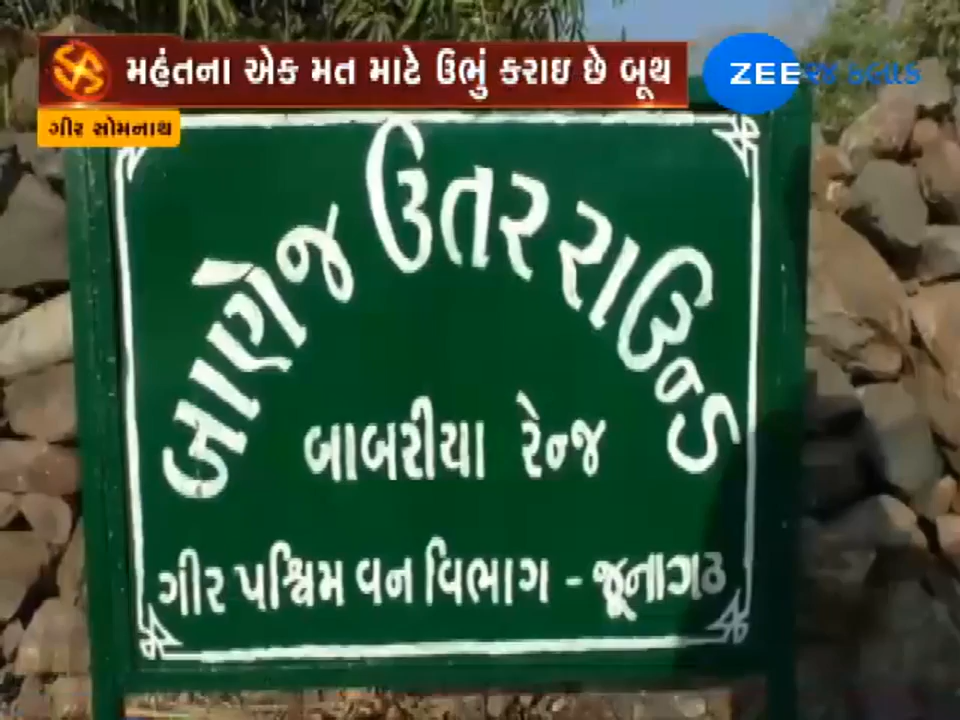 મહંતના એક મત માટે ઉભું કરાઇ છે બૂથ
ZEE
ગીર સોમનાથ
બાણેજ ઉતર રાઉન્ડ
બાબરીયા રેન્જ
ગીર પશ્ચિમ વન વિભાગ - જૂનાગઢ